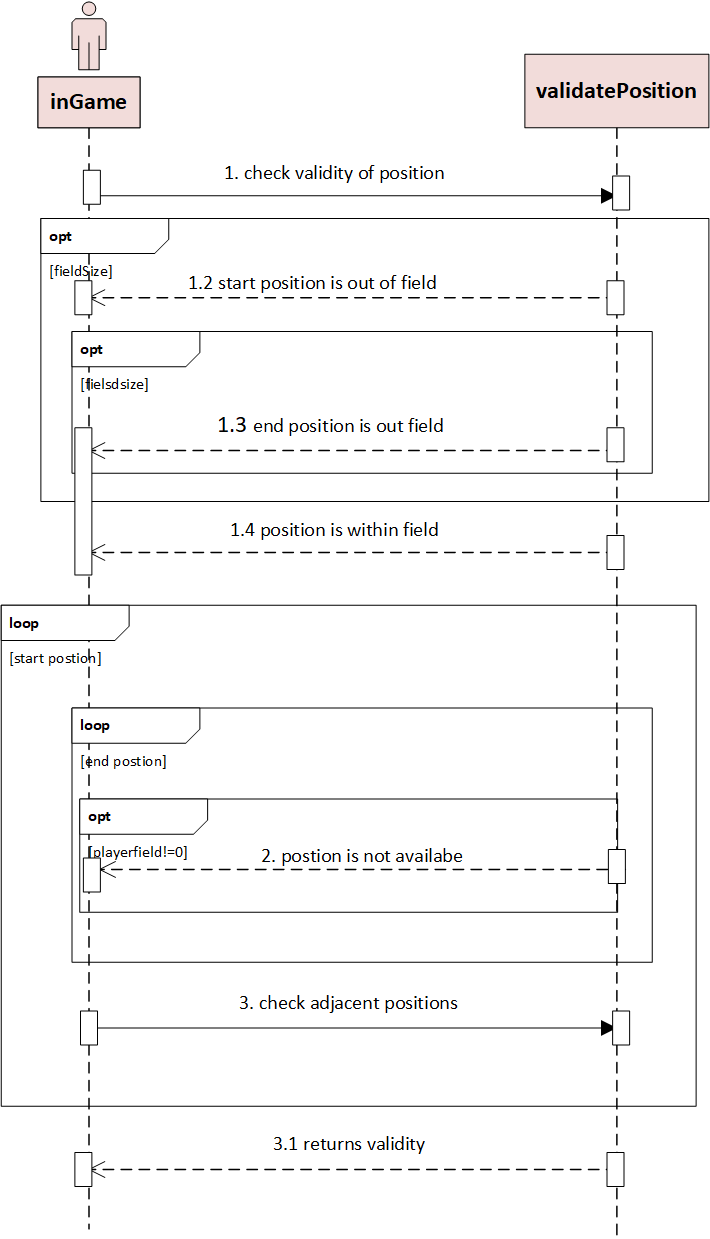 inGame
validatePosition
1. check validity of position
opt
[fieldSize]
1.2 start position is out of field
opt
[fielsdsize]
1.3 end position is out field
1.4 position is within field
loop
[start postion]
loop
[end postion]
opt
[playerfield!=0]
2. postion is not availabe
3. check adjacent positions
3.1 returns validity